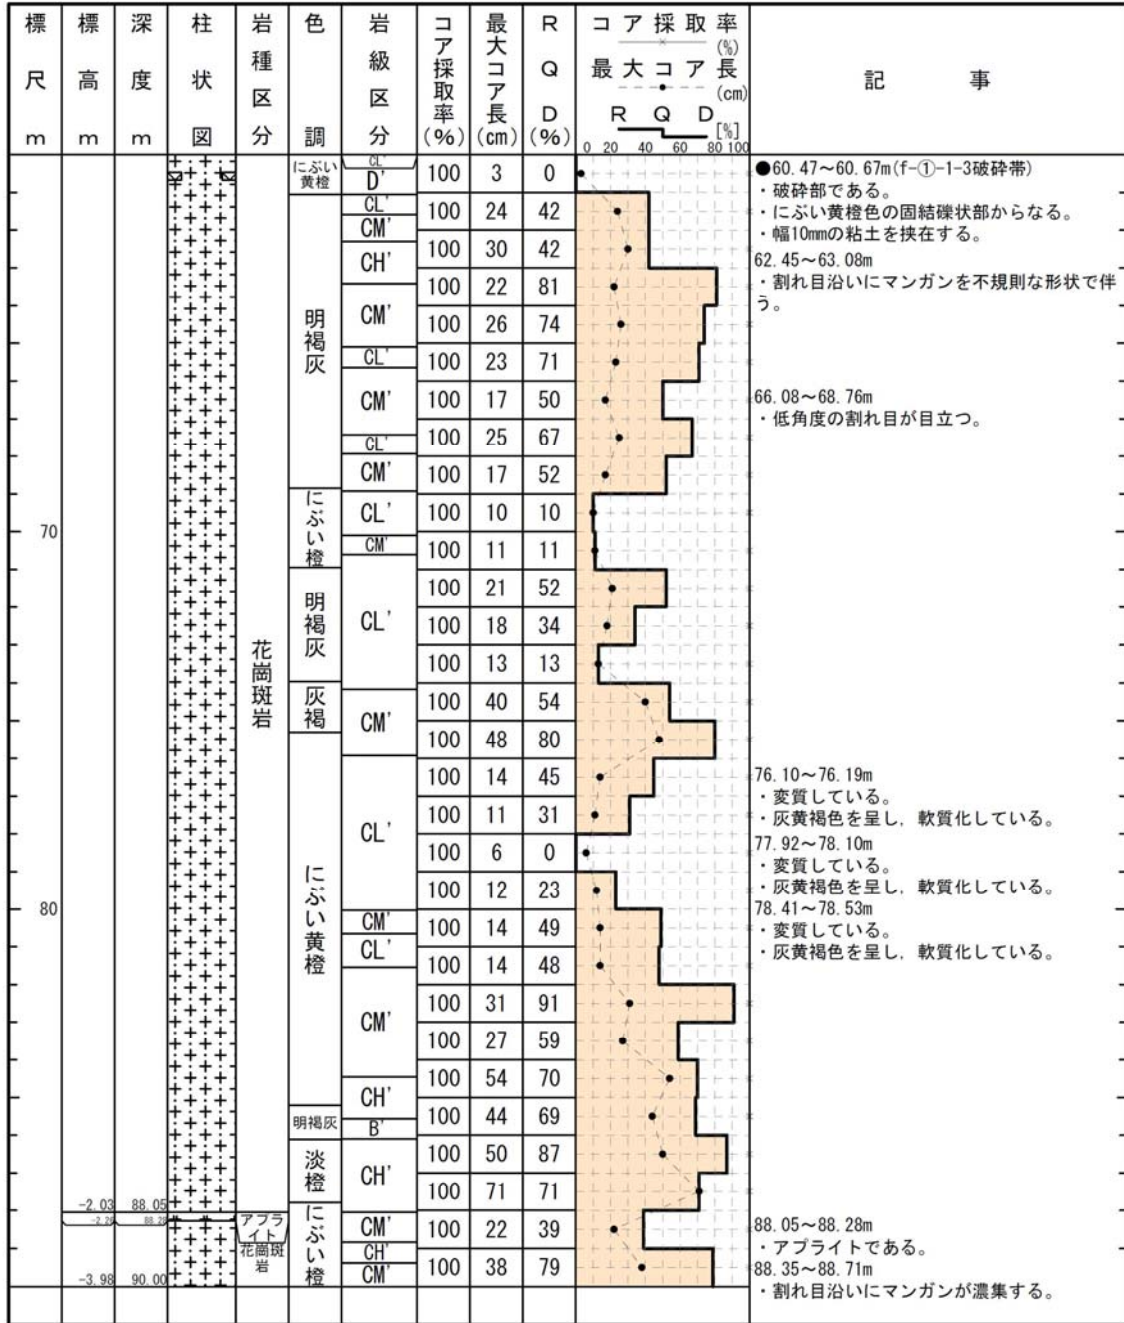 標尺m 標高m 深度m 柱状図 岩種区分 色調 岩級区分 コア採取率(%) 最大コア長(cm) RQD(%) コア採取率(%) 最大コア長(cm) RQD[%] 記事
0 20 40 60 80 100
にぶい黄橙
明褐灰
にぶい橙
明褐灰
灰褐
にぶい黄橙
明褐灰
淡橙
にぶい橙
花崗斑岩
アプライト
花崗斑岩
CL'
D'
CL'
CM'
CH'
CM'
CL'
CM'
CL'
CM'
CL'
CM'
CL'
CM'
CL'
CM'
CL'
CM'
CH'
B'
CH'
CM'
CH'
CM'
70
80
-2.03 88.05
-2.26 88.28
-3.98 90.00
100 3 0
100 24 42
100 30 42
100 22 81
100 26 74
100 23 71
100 17 50
100 25 67
100 17 52
100 10 10
100 11 11
100 21 52
100 18 34
100 13 13
100 40 54
100 48 80
100 14 45
100 11 31
100 6 0
100 12 23
100 14 49
100 14 48
100 31 91
100 27 59
100 54 70
100 44 69
100 50 87
100 71 71
100 22 39
100 38 79
●60.47～60.67m(f-①-1-3破砕帯)
・破砕部である。
・にぶい黄橙色の固結礫状部からなる。
・幅10mmの粘土を挟在する。
62.45～63.08m
・割れ目沿いにマンガンを不規則な形状で伴
う。
66.08～68.76m
・低角度の割れ目が目立つ。
76.10～76.19m
・変質している。
・灰黄褐色を呈し，軟質化している。
77.92～78.10m
・変質している。
・灰黄褐色を呈し，軟質化している。
78.41～78.53m
・変質している。
・灰黄褐色を呈し，軟質化している。
88.05～88.28m
・アプライトである。
88.35～88.71m
・割れ目沿いにマンガンが濃集する。